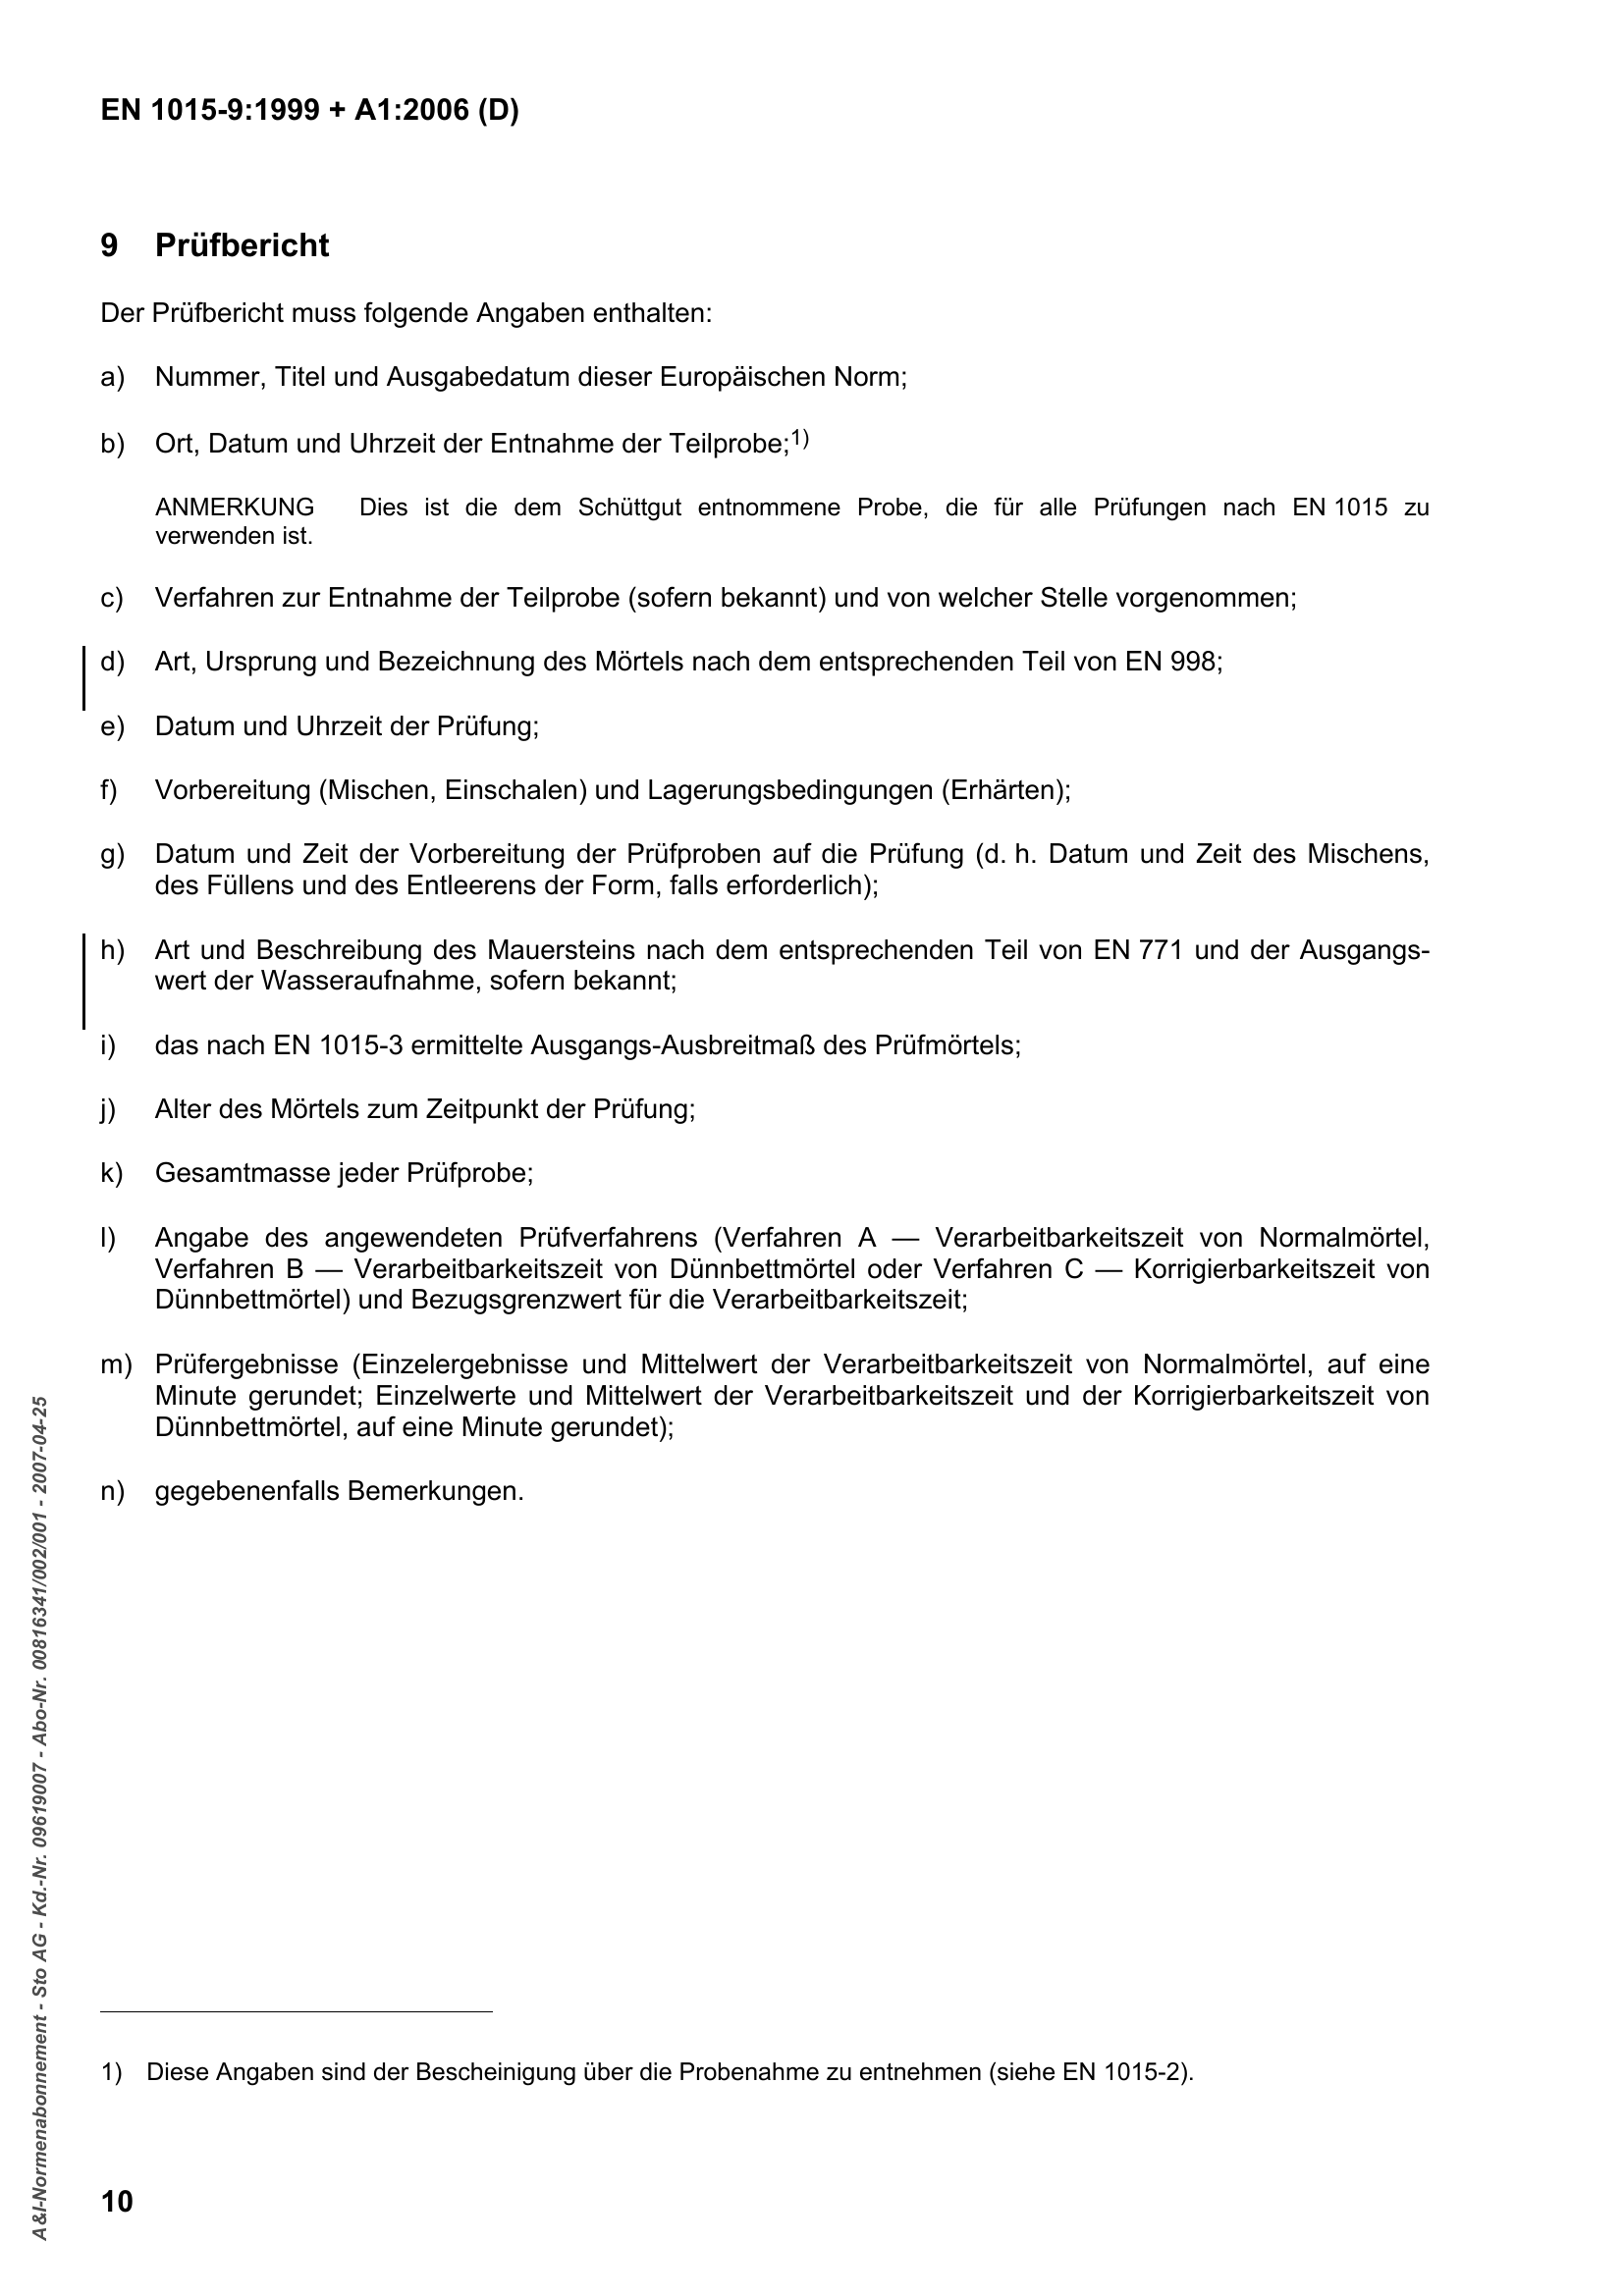 EN 1015-9:1999 + A1:2006 (D)
9 Prüfbericht
Der Prüfbericht muss folgende Angaben enthalten:
a) Nummer, Titel und Ausgabedatum dieser Europäischen Norm;
b) Ort, Datum und Uhrzeit der Entnahme der Teilprobe;1)
ANMERKUNG Dies ist die dem Schüttgut entnommene Probe, die für alle Prüfungen nach EN 1015 zu
verwenden ist.
c) Verfahren zur Entnahme der Teilprobe (sofern bekannt) und von welcher Stelle vorgenommen;
d) Art, Ursprung und Bezeichnung des Mörtels nach dem entsprechenden Teil von EN 998;
e) Datum und Uhrzeit der Prüfung;
f) Vorbereitung (Mischen, Einschalen) und Lagerungsbedingungen (Erhärten);
g) Datum und Zeit der Vorbereitung der Prüfproben auf die Prüfung (d. h. Datum und Zeit des Mischens,
des Füllens und des Entleerens der Form, falls erforderlich);
h) Art und Beschreibung des Mauersteins nach dem entsprechenden Teil von EN 771 und der Ausgangs-
wert der Wasseraufnahme, sofern bekannt;
i) das nach EN 1015-3 ermittelte Ausgangs-Ausbreitmaß des Prüfmörtels;
j) Alter des Mörtels zum Zeitpunkt der Prüfung;
k) Gesamtmasse jeder Prüfprobe;
l) Angabe des angewendeten Prüfverfahrens (Verfahren A — Verarbeitbarkeitszeit von Normalmörtel,
Verfahren B — Verarbeitbarkeitszeit von Dünnbettmörtel oder Verfahren C — Korrigierbarkeitszeit von
Dünnbettmörtel) und Bezugsgrenzwert für die Verarbeitbarkeitszeit;
m) Prüfergebnisse (Einzelergebnisse und Mittelwert der Verarbeitbarkeitszeit von Normalmörtel, auf eine
Minute gerundet; Einzelwerte und Mittelwert der Verarbeitbarkeitszeit und der Korrigierbarkeitszeit von
Dünnbettmörtel, auf eine Minute gerundet);
n) gegebenenfalls Bemerkungen.
1) Diese Angaben sind der Bescheinigung über die Probenahme zu entnehmen (siehe EN 1015-2).
10
A&I-Normenabonnement - Sto AG - Kd.-Nr. 09619007 - Abo-Nr. 00816341/002/001 - 2007-04-25